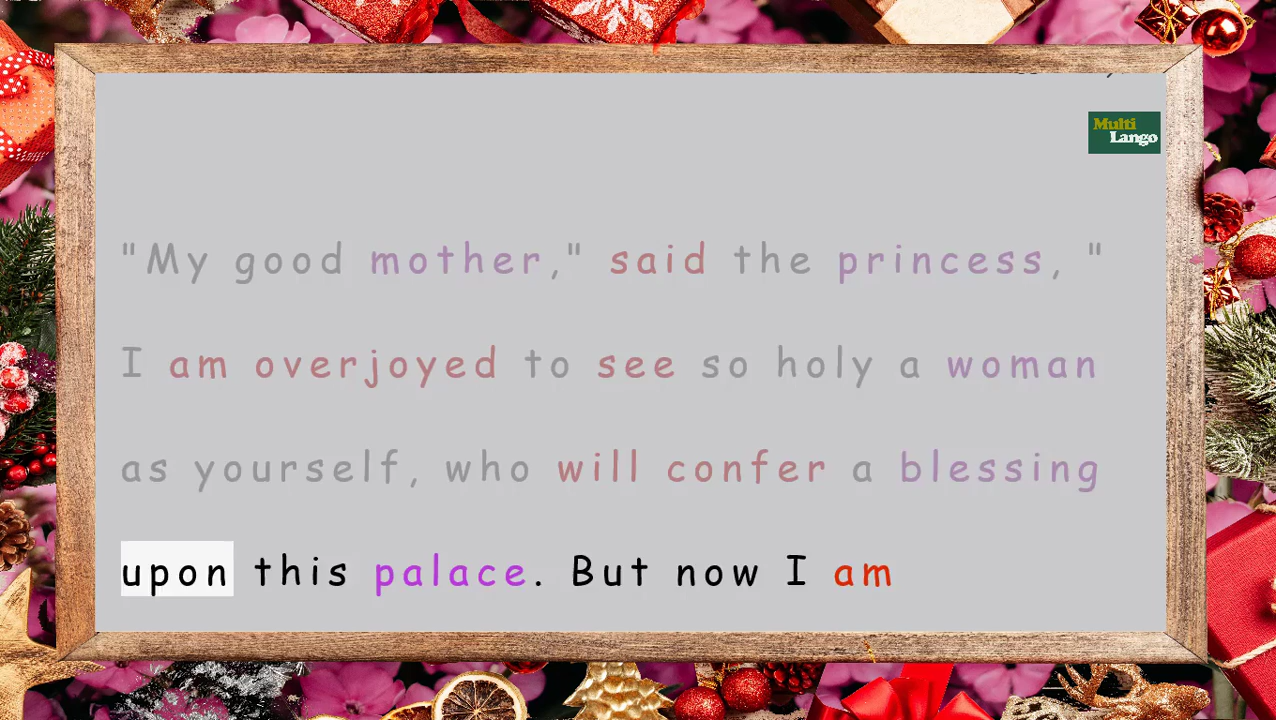 Multi
Lango
"My good mother," said the princess, "
I am overjoyed to see so holy a woman
as yourself, who will confer a blessing
upon this palace. But now I am